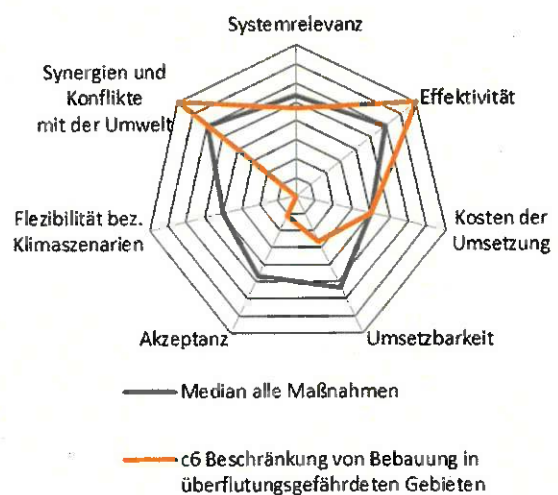 Systemrelevanz
Synergien und
Konflikte
mit der Umwelt
Effektivität
Flezibilität bez.
Klimaszenarien
Kosten der
Umsetzung
Akzeptanz
Umsetzbarkeit
Median alle Maßnahmen
c6 Beschränkung von Bebauung in
überflutungsgefährdeten Gebieten